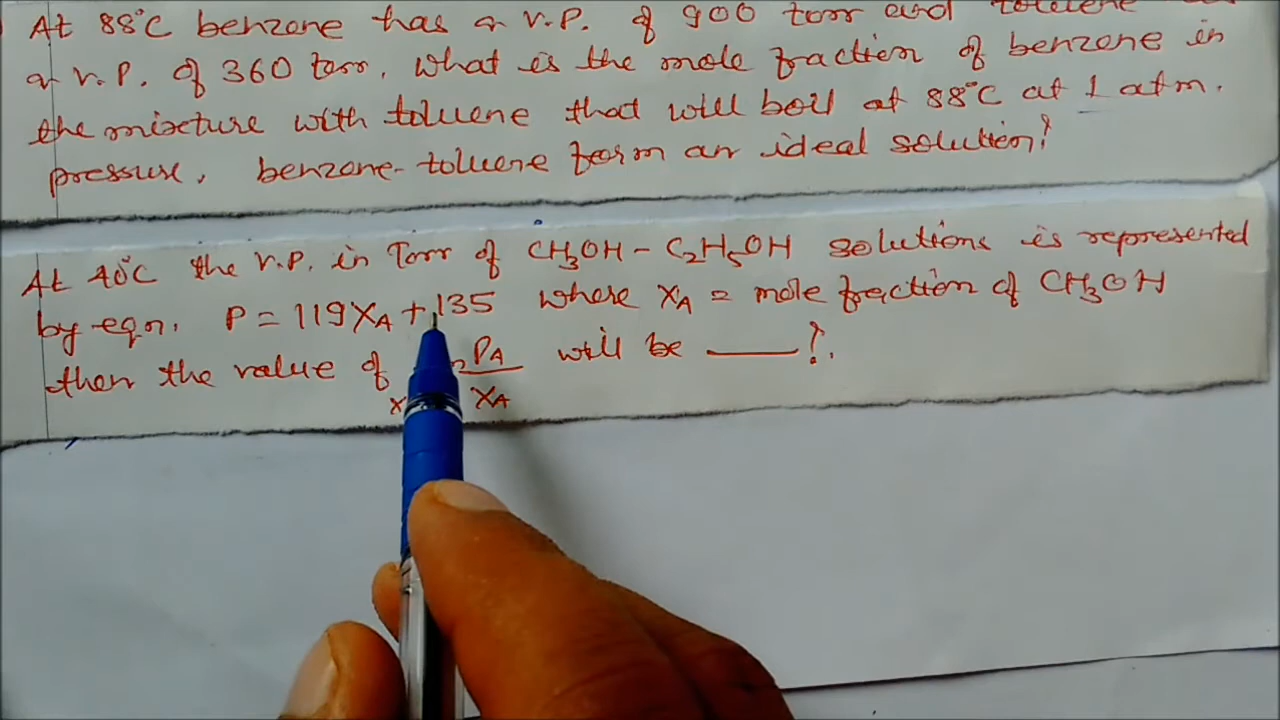 At 88°C benzene has a V.P. of 900 torr and toluene
a V.P. of 360 torr. What is the mole fraction of benzene in
the mixture with toluene that will boil at 88°C at 1 atm.
pressure, benzene-toluene form an ideal solution?
At 40°C the V.P. in Torr of CH₃OH - C₂H₅OH solutions is represented
by eqn. P = 119XA + 135 where XA = mole fraction of CH₃OH
then the value of PA will be ___?.
XA